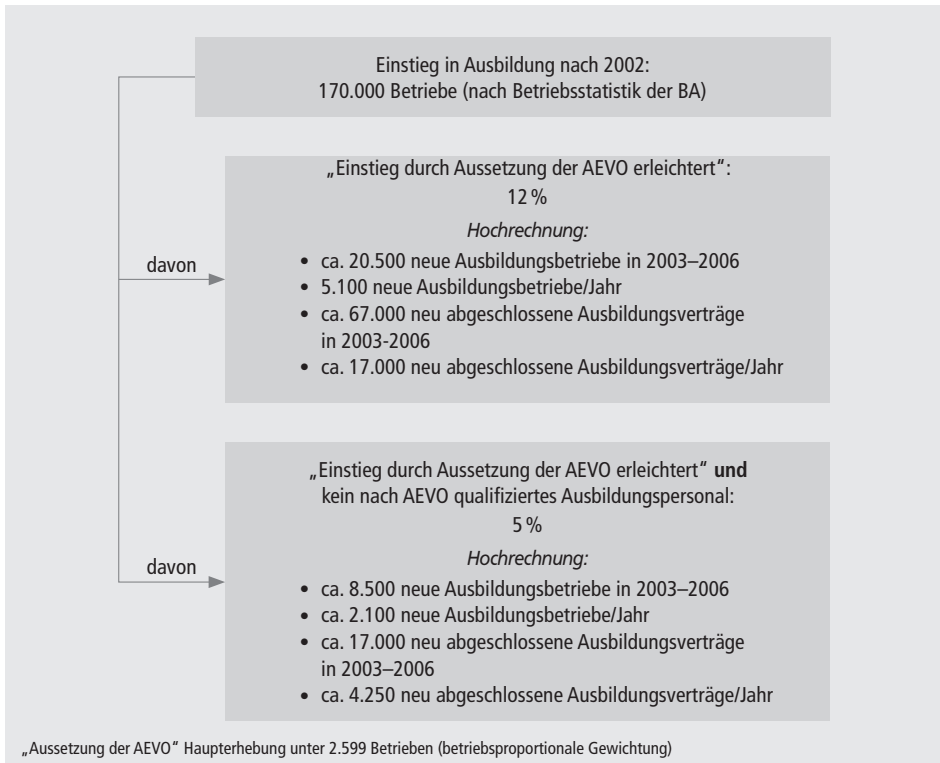 Einstieg in Ausbildung nach 2002:
170.000 Betriebe (nach Betriebsstatistik der BA)
„Einstieg durch Aussetzung der AEVO erleichtert“:
12 %
Hochrechnung:
davon
• ca. 20.500 neue Ausbildungsbetriebe in 2003–2006
• 5.100 neue Ausbildungsbetriebe/Jahr
• ca. 67.000 neu abgeschlossene Ausbildungsverträge
in 2003-2006
• ca. 17.000 neu abgeschlossene Ausbildungsverträge/Jahr
„Einstieg durch Aussetzung der AEVO erleichtert“ und
kein nach AEVO qualifiziertes Ausbildungspersonal:
5 %
Hochrechnung:
davon
• ca. 8.500 neue Ausbildungsbetriebe in 2003–2006
• ca. 2.100 neue Ausbildungsbetriebe/Jahr
• ca. 17.000 neu abgeschlossene Ausbildungsverträge
in 2003–2006
• ca. 4.250 neu abgeschlossene Ausbildungsverträge/Jahr
„Aussetzung der AEVO“ Haupterhebung unter 2.599 Betrieben (betriebsproportionale Gewichtung)